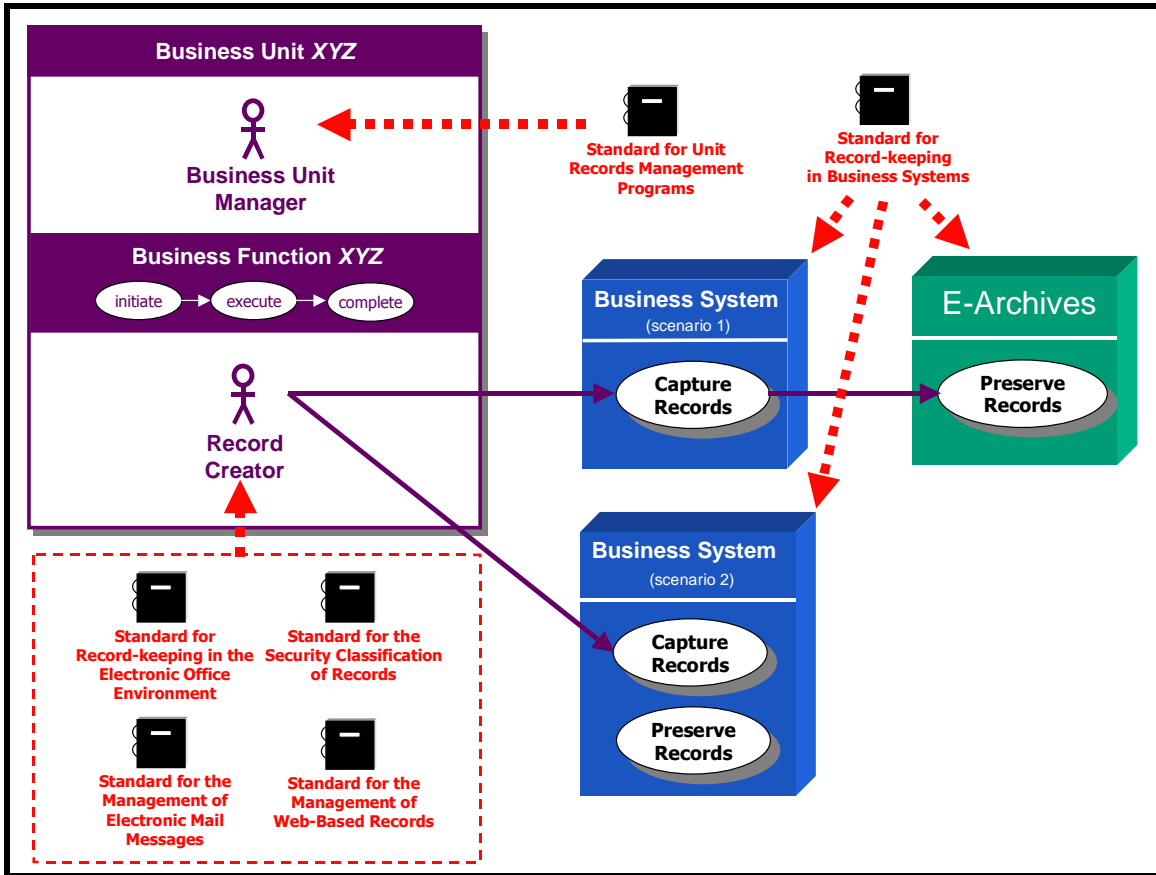 Business Unit XYZ
Business Unit
Manager
Business Function XYZ
initiate
execute
complete
Record
Creator
Standard for Unit
Records Management
Programs
Standard for
Record-keeping
in Business Systems
Business System
(scenario 1)
Capture
Records
E-Archives
Preserve
Records
Business System
(scenario 2)
Capture
Records
Preserve
Records
Standard for
Record-keeping in the
Electronic Office
Environment
Standard for the
Security Classification
of Records
Standard for the
Management of
Electronic Mail
Messages
Standard for the
Management of
Web-Based Records